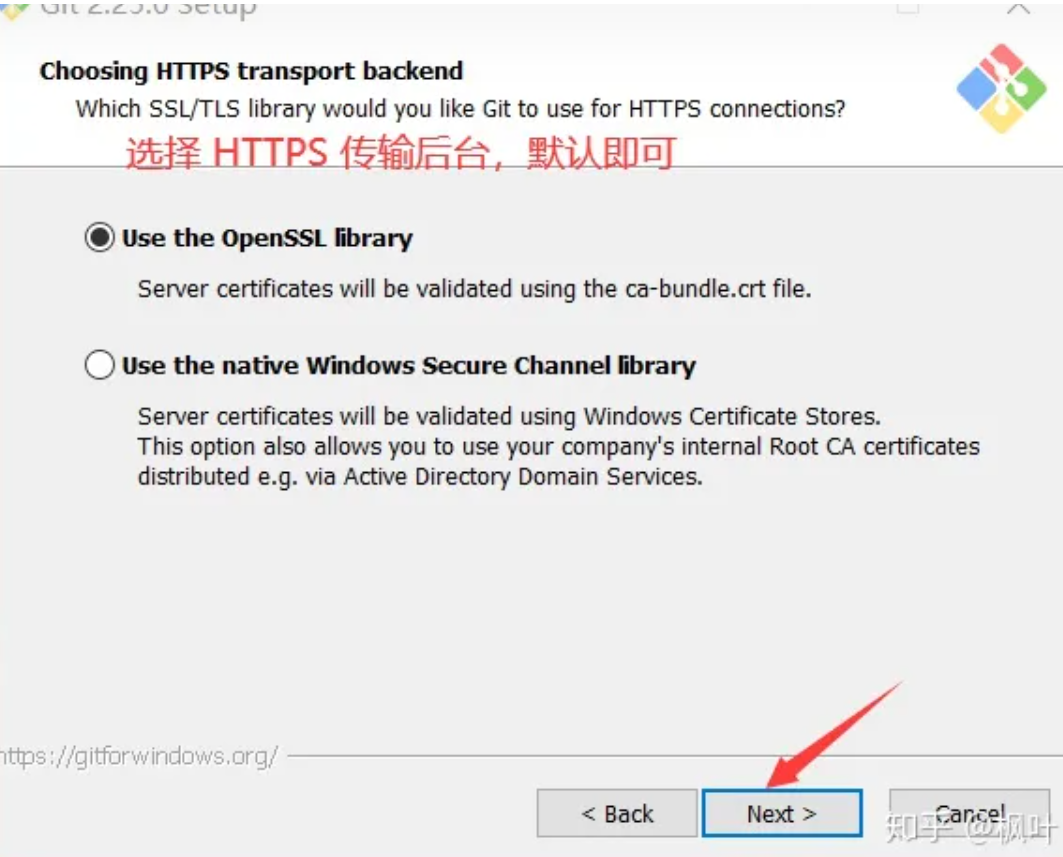 Git 2.25.0 Setup
Choosing HTTPS transport backend
Which SSL/TLS library would you like Git to use for HTTPS connections?
选择 HTTPS 传输后台，默认即可
Use the OpenSSL library
Server certificates will be validated using the ca-bundle.crt file.
Use the native Windows Secure Channel library
Server certificates will be validated using Windows Certificate Stores.
This option also allows you to use your company's internal Root CA certificates
distributed e.g. via Active Directory Domain Services.
https://gitforwindows.org/
< Back
Next >
Cancel
知乎 @枫叶